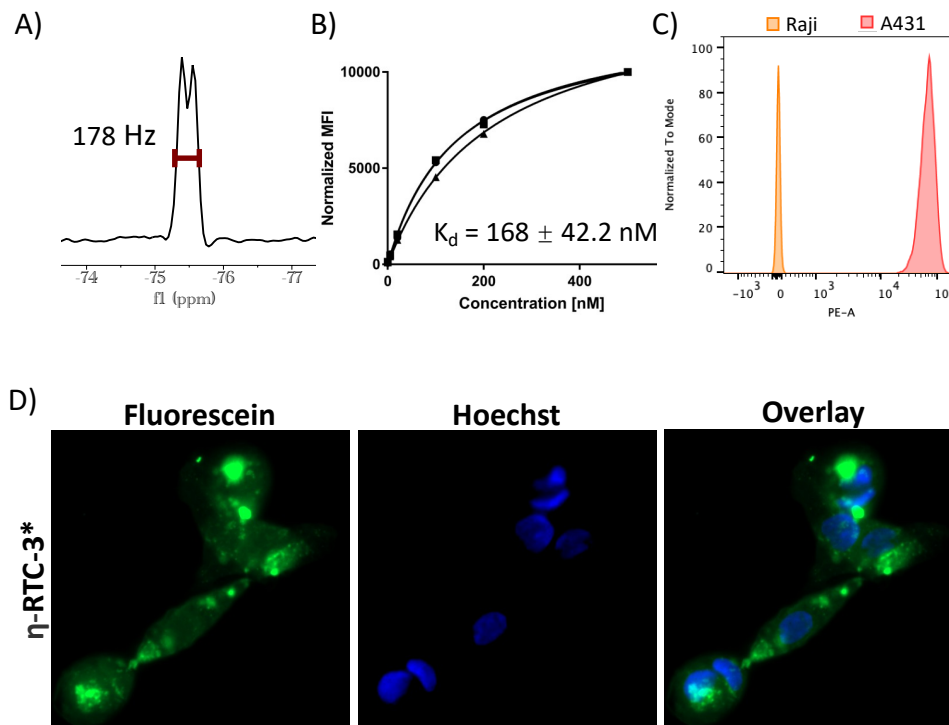 A)
178 Hz
-74 -75 -76 -77
f1 (ppm)
B)
Normalized MFI
10000
5000
0
Kd = 168 ± 42.2 nM
0 200 400
Concentration [nM]
C)
Raji A431
Normalized To Mode
100
80
60
40
20
0
-10³ 0 10³ 10⁴ 10
PE-A
D)
Fluorescein Hoechst Overlay
η-RTC-3*